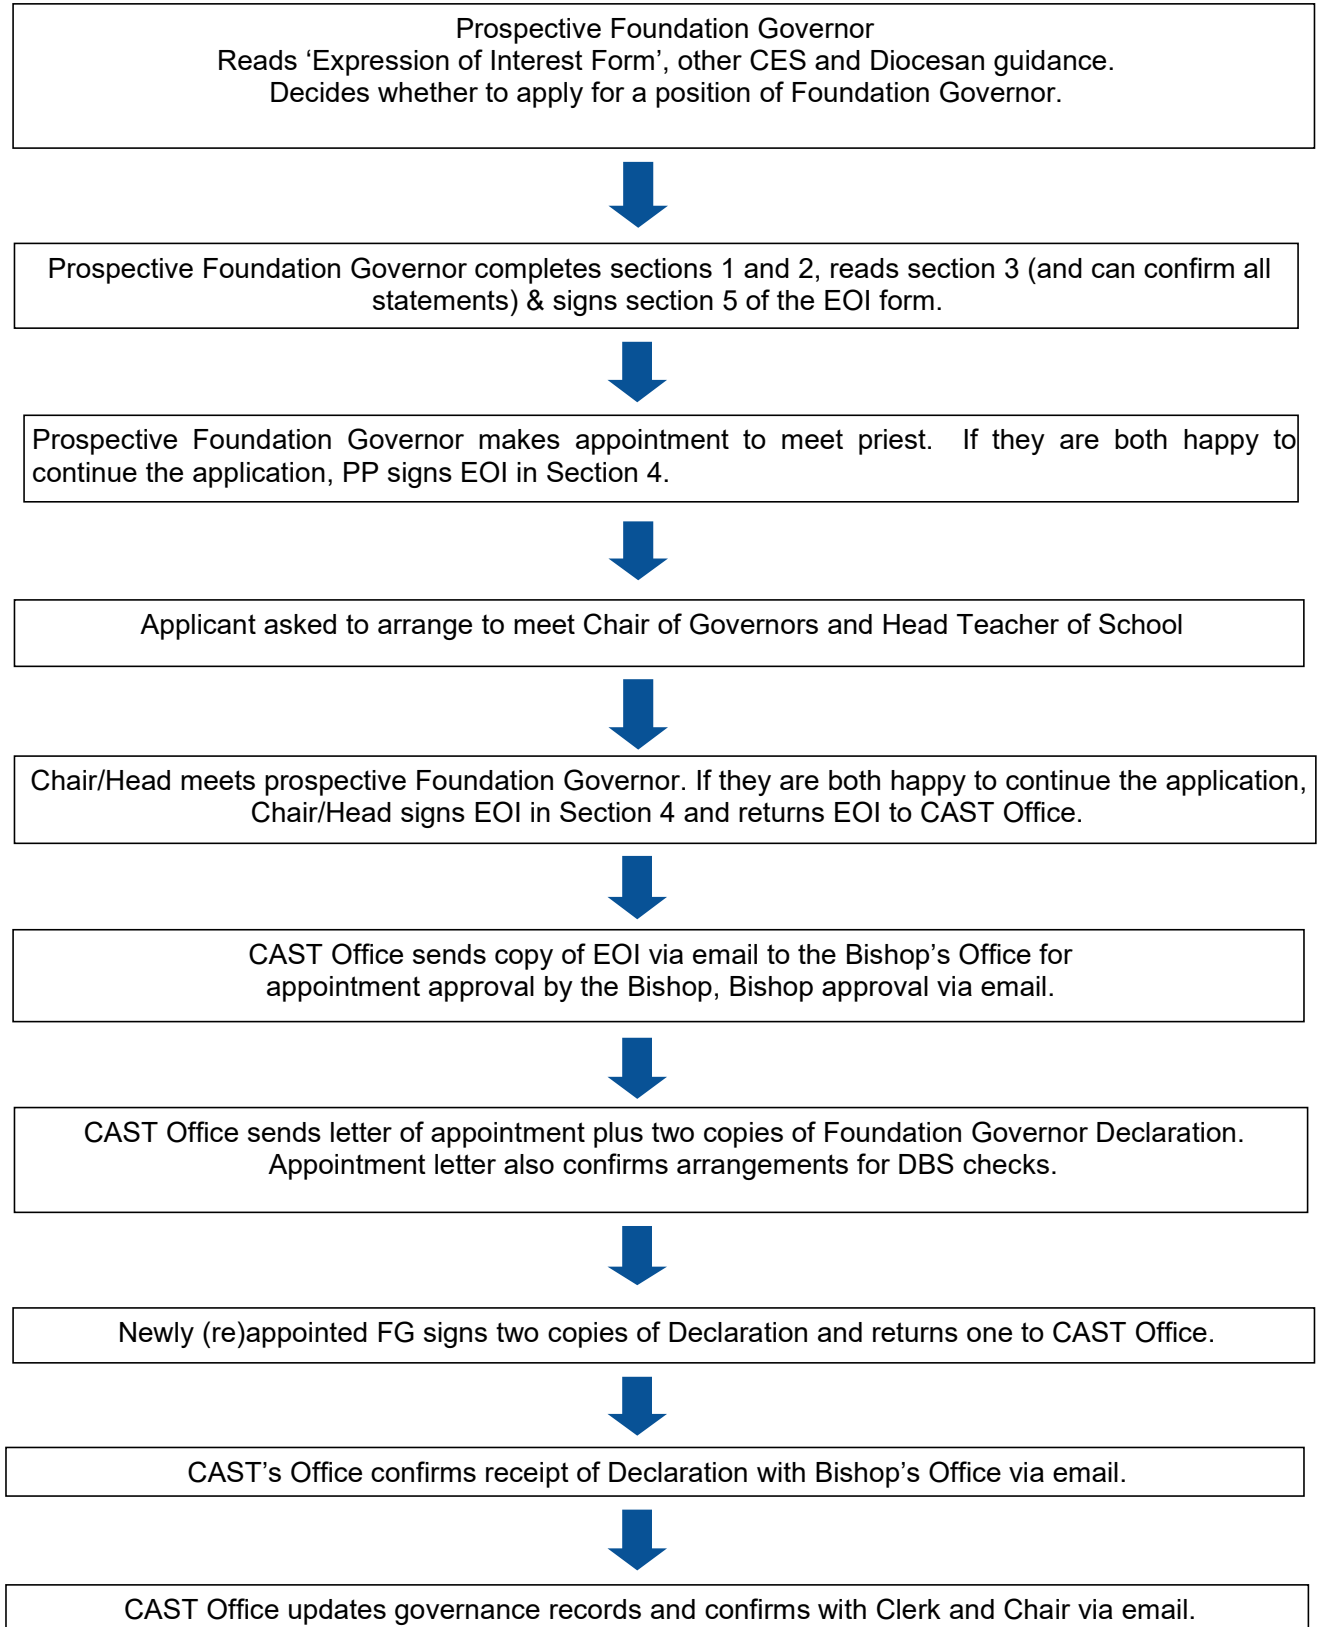 Prospective Foundation Governor
Reads ‘Expression of Interest Form’, other CES and Diocesan guidance.
Decides whether to apply for a position of Foundation Governor.
Prospective Foundation Governor completes sections 1 and 2, reads section 3 (and can confirm all
statements) & signs section 5 of the EOI form.
Prospective Foundation Governor makes appointment to meet priest. If they are both happy to
continue the application, PP signs EOI in Section 4.
Applicant asked to arrange to meet Chair of Governors and Head Teacher of School
Chair/Head meets prospective Foundation Governor. If they are both happy to continue the application,
Chair/Head signs EOI in Section 4 and returns EOI to CAST Office.
CAST Office sends copy of EOI via email to the Bishop’s Office for
appointment approval by the Bishop, Bishop approval via email.
CAST Office sends letter of appointment plus two copies of Foundation Governor Declaration.
Appointment letter also confirms arrangements for DBS checks.
Newly (re)appointed FG signs two copies of Declaration and returns one to CAST Office.
CAST’s Office confirms receipt of Declaration with Bishop’s Office via email.
CAST Office updates governance records and confirms with Clerk and Chair via email.